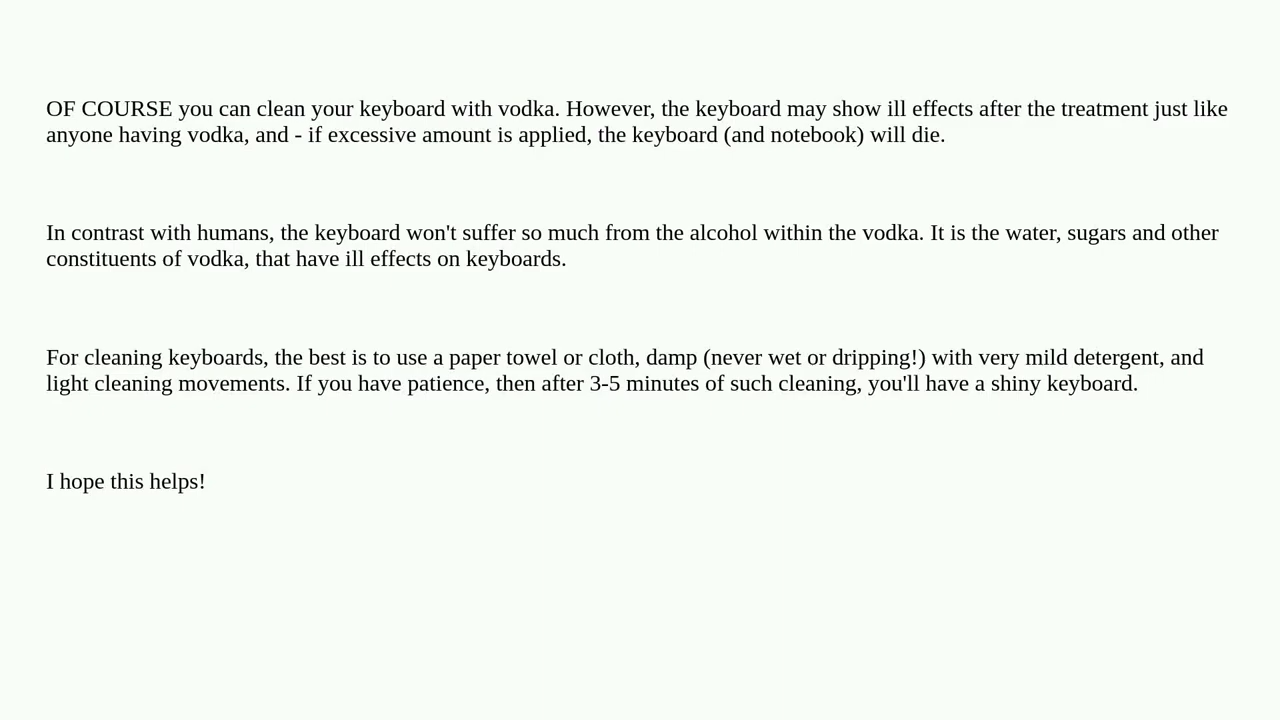 OF COURSE you can clean your keyboard with vodka. However, the keyboard may show ill effects after the treatment just like
anyone having vodka, and - if excessive amount is applied, the keyboard (and notebook) will die.
In contrast with humans, the keyboard won't suffer so much from the alcohol within the vodka. It is the water, sugars and other
constituents of vodka, that have ill effects on keyboards.
For cleaning keyboards, the best is to use a paper towel or cloth, damp (never wet or dripping!) with very mild detergent, and
light cleaning movements. If you have patience, then after 3-5 minutes of such cleaning, you'll have a shiny keyboard.
I hope this helps!